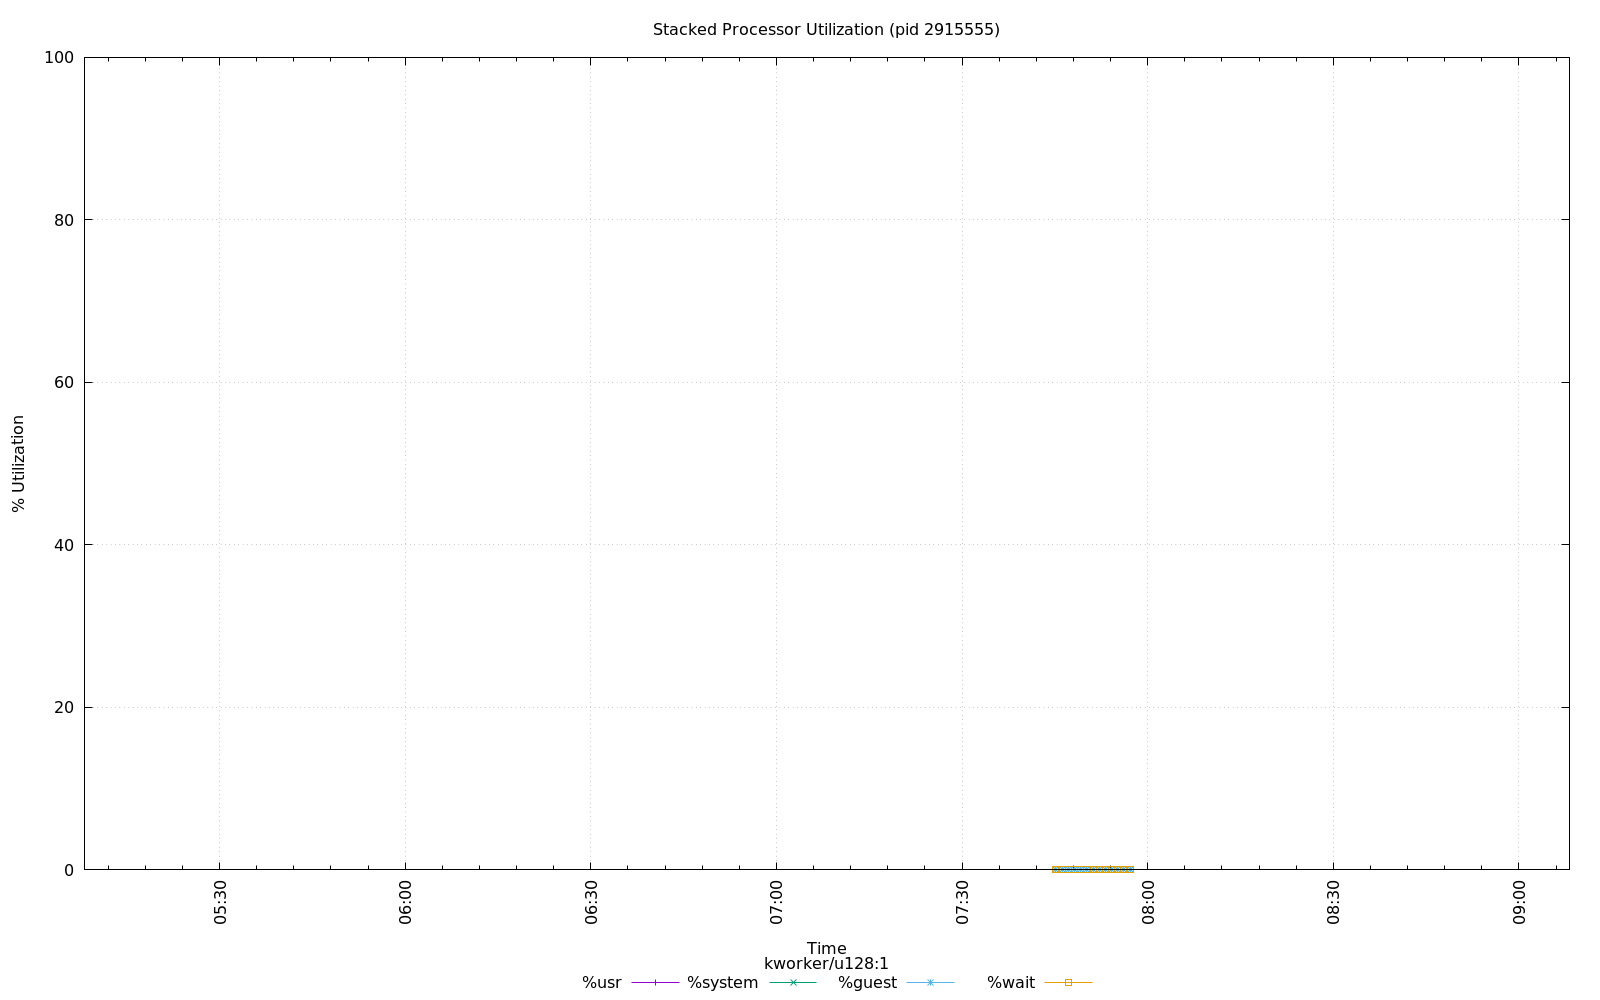 Stacked Processor Utilization (pid 2915555)
100
80
60
40
20
0
% Utilization
05:30
06:00
06:30
07:00
07:30
08:00
08:30
09:00
Time
kworker/u128:1
%usr %system %guest %wait